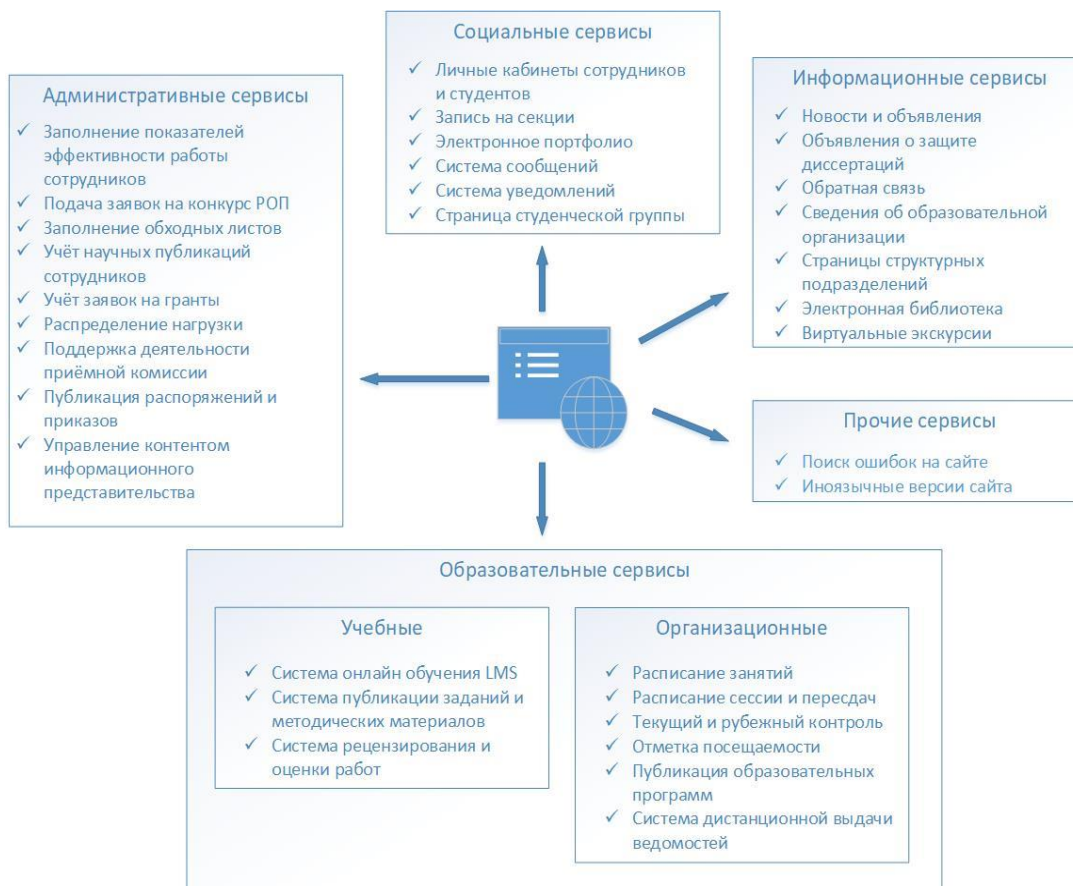 Социальные сервисы
Личные кабинеты сотрудников
и студентов
Запись на секции
Электронное портфолио
Система сообщений
Система уведомлений
Страница студенческой группы
Административные сервисы
Заполнение показателей
эффективности работы
сотрудников
Подача заявок на конкурс РОП
Заполнение обходных листов
Учёт научных публикаций
сотрудников
Учёт заявок на гранты
Распределение нагрузки
Поддержка деятельности
приёмной комиссии
Публикация распоряжений и
приказов
Управление контентом
информационного
представительства
Информационные сервисы
Новости и объявления
Объявления о защите
диссертаций
Обратная связь
Сведения об образовательной
организации
Страницы структурных
подразделений
Электронная библиотека
Виртуальные экскурсии
Прочие сервисы
Поиск ошибок на сайте
Иноязычные версии сайта
Образовательные сервисы
Учебные
Система онлайн обучения LMS
Система публикации заданий и
методических материалов
Система рецензирования и
оценки работ
Организационные
Расписание занятий
Расписание сессии и пересдач
Текущий и рубежный контроль
Отметка посещаемости
Публикация образовательных
программ
Система дистанционной выдачи
ведомостей